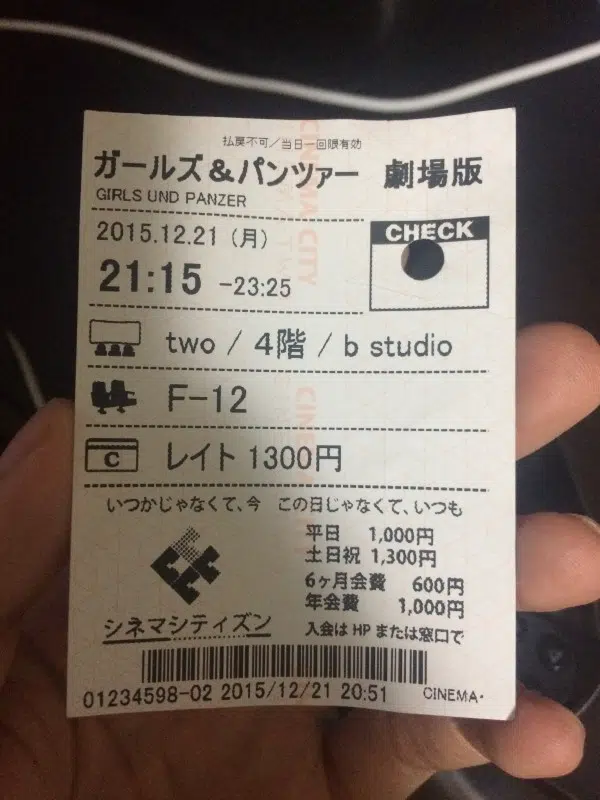 払戻不可／当日一回限有効
ガールズ＆パンツァー 劇場版
GIRLS UND PANZER
2015.12.21（月）
CHECK
21:15 -23:25
two / 4階 / b studio
F-12
C レイト 1300円
いつかじゃなくて、今 この日じゃなくて、いつも
平日 1,000円
土日祝 1,300円
6ヶ月会費 600円
年会費 1,000円
シネマシティズン
入会は HP または窓口で
01234598-02 2015/12/21 20:51 CINEMA･
CINEMA CITY